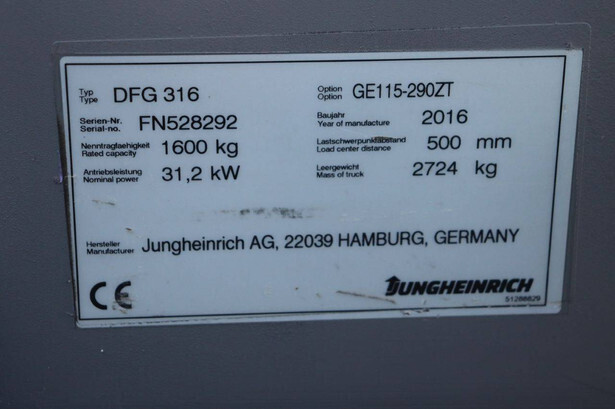 Typ DFG 316 Option GE115-290ZT
Type Option
Serien-Nr. FN528292 Baujahr 2016
Serial-no. Year of manufacture
Nenntragfaehigkeit 1600 kg Lastschwerpunktabstand 500 mm
Rated capacity Load center distance
Antriebsleistung 31,2 kW Leergewicht 2724 kg
Nominal power Mass of truck
Hersteller Jungheinrich AG, 22039 HAMBURG, GERMANY
Manufacturer
CE JUNGHEINRICH
51288829